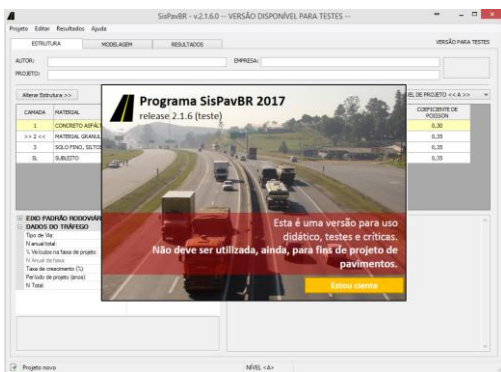 SisPavBR - v.2.1.6.0 -- VERSÃO DISPONÍVEL PARA TESTES --
Projeto Editar Resultados Ajuda
ESTRUTURA MODELAGEM RESULTADOS VERSÃO PARA TESTES
AUTOR: EMPRESA:
PROJETO:
Alterar Estrutura >> EL DE PROJETO << A >>
CAMADA MATERIAL COEFICIENTE DE
POISSON
1 CONCRETO ASFÁLT 0,30
>> 2 << MATERIAL GRANUL 0,35
3 SOLO FINO, SILTOS 0,35
SL SUBLEITO 0,35
Programa SisPavBR 2017
release 2.1.6 (teste)
Esta é uma versão para uso
didático, testes e críticas.
Não deve ser utilizada, ainda, para fins de projeto de
pavimentos.
Estou ciente
EIXO PADRÃO RODOVIÁR
DADOS DO TRÁFEGO
Tipo de Via:
N anual total:
% Veículos na faixa de projeto:
N Anual da faixa:
Taxa de crescimento (%)
Período de projeto (anos)
N Total:
Projeto novo NÍVEL <A>